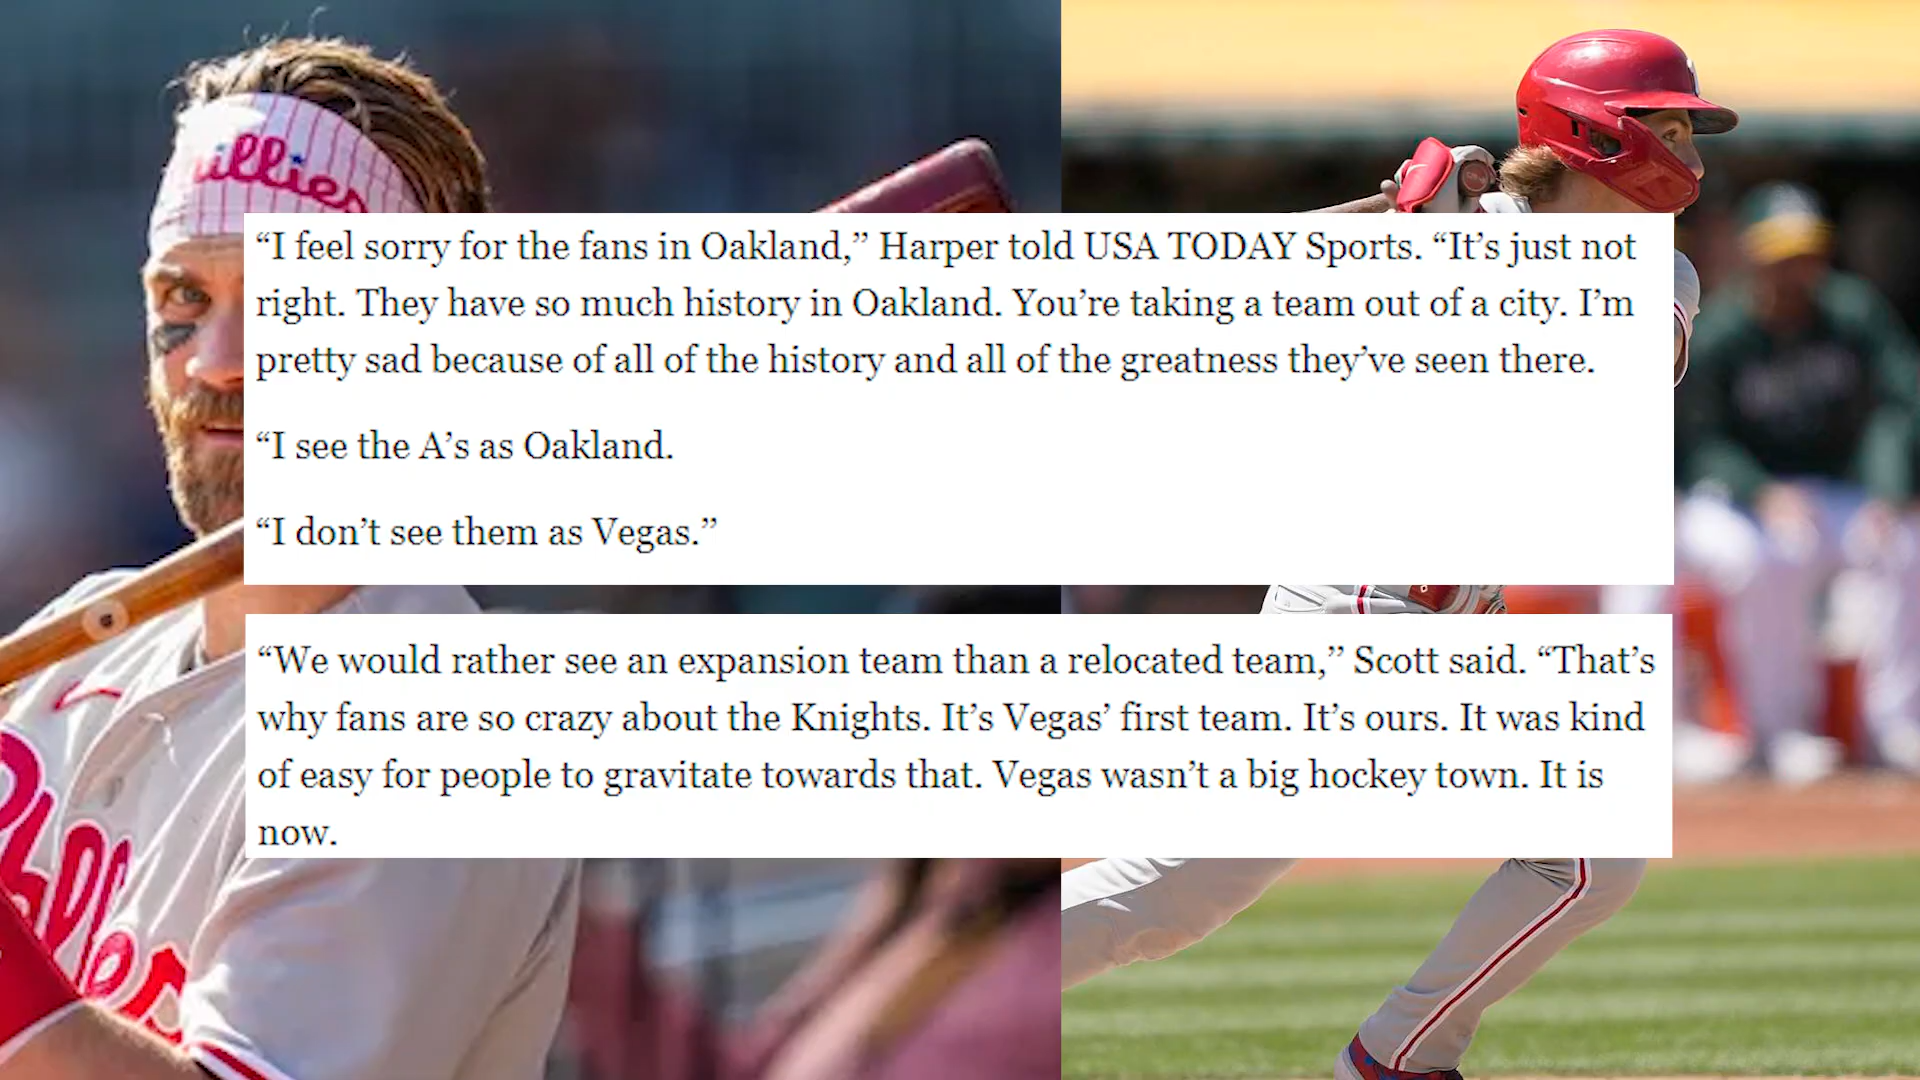 illies
“I feel sorry for the fans in Oakland,’’ Harper told USA TODAY Sports. “It’s just not
right. They have so much history in Oakland. You’re taking a team out of a city. I’m
pretty sad because of all of the history and all of the greatness they’ve seen there.
“I see the A’s as Oakland.
“I don’t see them as Vegas.”
“We would rather see an expansion team than a relocated team,’’ Scott said. “That’s
why fans are so crazy about the Knights. It’s Vegas’ first team. It’s ours. It was kind
of easy for people to gravitate towards that. Vegas wasn’t a big hockey town. It is
now.